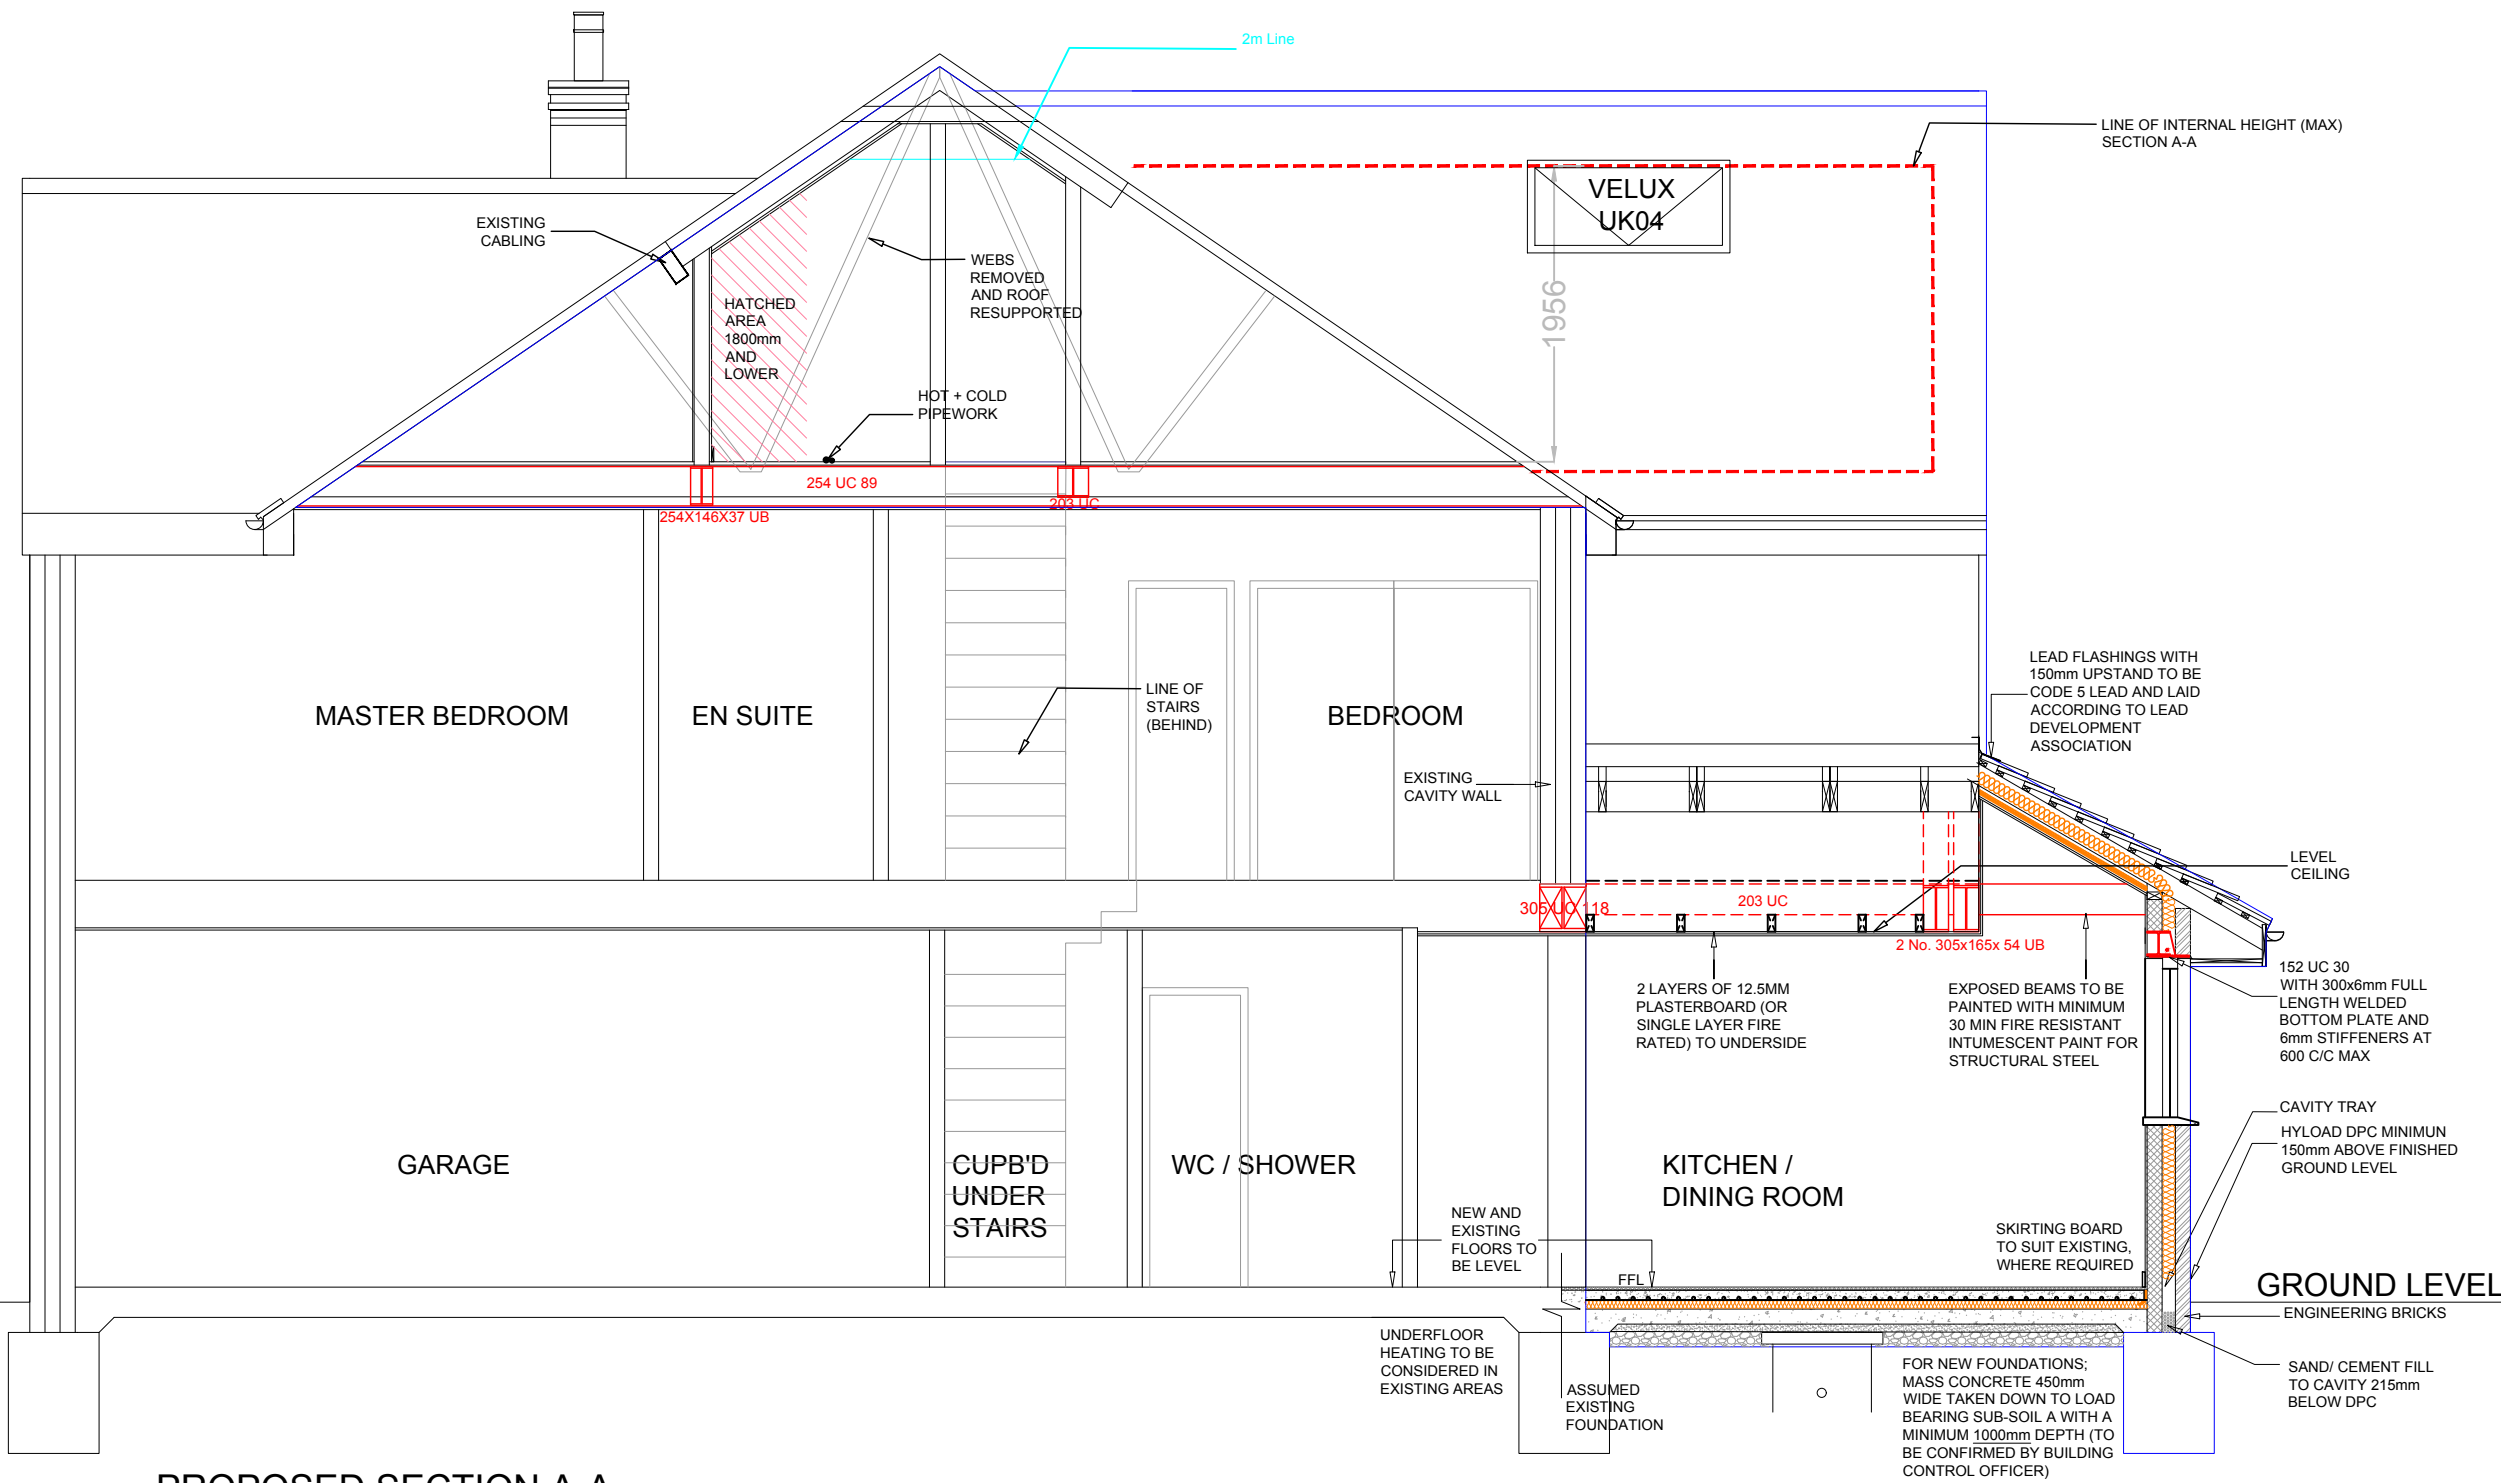 2m Line
LINE OF INTERNAL HEIGHT (MAX)
SECTION A-A
VELUX
UK04
EXISTING
CABLING
WEBS
REMOVED
AND ROOF
RESUPPORTED
HATCHED
AREA
1800mm
AND
LOWER
1956
HOT + COLD
PIPEWORK
254 UC 89
203 UC
254X146X37 UB
MASTER BEDROOM
EN SUITE
LINE OF
STAIRS
(BEHIND)
BEDROOM
EXISTING
CAVITY WALL
LEAD FLASHINGS WITH
150mm UPSTAND TO BE
CODE 5 LEAD AND LAID
ACCORDING TO LEAD
DEVELOPMENT
ASSOCIATION
LEVEL
CEILING
305 UC 118
203 UC
2 No. 305x165x 54 UB
2 LAYERS OF 12.5MM
PLASTERBOARD (OR
SINGLE LAYER FIRE
RATED) TO UNDERSIDE
EXPOSED BEAMS TO BE
PAINTED WITH MINIMUM
30 MIN FIRE RESISTANT
INTUMESCENT PAINT FOR
STRUCTURAL STEEL
152 UC 30
WITH 300x6mm FULL
LENGTH WELDED
BOTTOM PLATE AND
6mm STIFFENERS AT
600 C/C MAX
CAVITY TRAY
HYLOAD DPC MINIMUN
150mm ABOVE FINISHED
GROUND LEVEL
GARAGE
CUPB'D
UNDER
STAIRS
WC / SHOWER
KITCHEN /
DINING ROOM
NEW AND
EXISTING
FLOORS TO
BE LEVEL
SKIRTING BOARD
TO SUIT EXISTING,
WHERE REQUIRED
FFL
GROUND LEVEL
ENGINEERING BRICKS
UNDERFLOOR
HEATING TO BE
CONSIDERED IN
EXISTING AREAS
ASSUMED
EXISTING
FOUNDATION
FOR NEW FOUNDATIONS;
MASS CONCRETE 450mm
WIDE TAKEN DOWN TO LOAD
BEARING SUB-SOIL A WITH A
MINIMUM 1000mm DEPTH (TO
BE CONFIRMED BY BUILDING
CONTROL OFFICER)
SAND/ CEMENT FILL
TO CAVITY 215mm
BELOW DPC
PROPOSED SECTION A-A